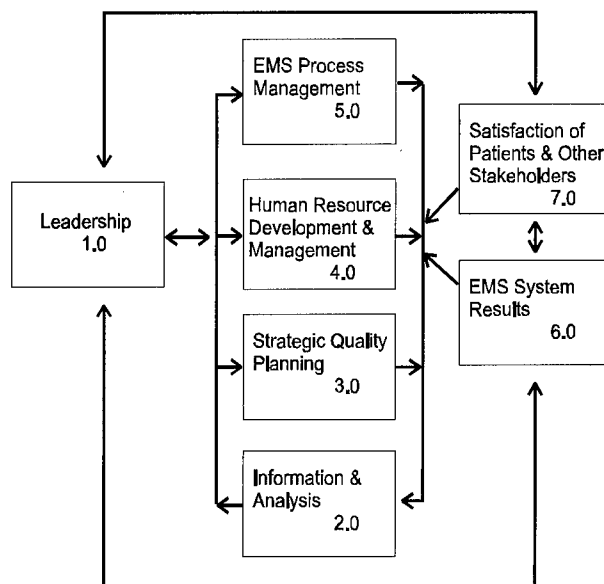 EMS Process
Management
5.0
Satisfaction of
Patients & Other
Stakeholders
7.0
Leadership
1.0
Human Resource
Development &
Management
4.0
EMS System
Results
6.0
Strategic Quality
Planning
3.0
Information &
Analysis
2.0